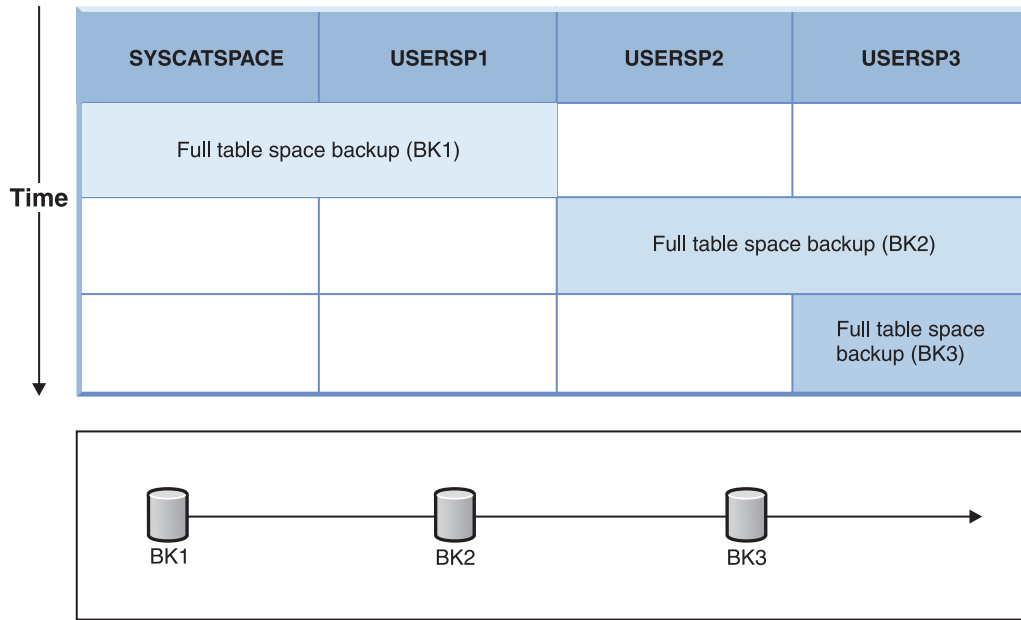 SYSCATSPACE
USERSP1
USERSP2
USERSP3
Full table space backup (BK1)
Time
Full table space backup (BK2)
Full table space
backup (BK3)
BK1
BK2
BK3